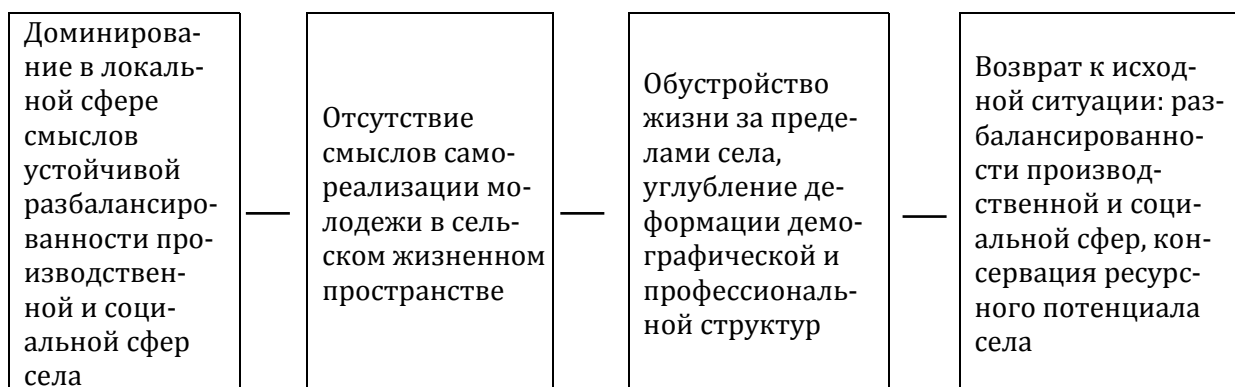 Доминирова-
ние в локаль-
ной сфере
смыслов
устойчивой
разбалансиро-
ванности про-
изводствен-
ной и соци-
альной сфер
села
Отсутствие
смыслов само-
реализации мо-
лодежи в сель-
ском жизненном
пространстве
Обустройство
жизни за преде-
лами села,
углубление де-
формации демо-
графической и
профессиональ-
ной структур
Возврат к исход-
ной ситуации: раз-
балансированно-
сти производ-
ственной и соци-
альной сфер, кон-
сервация ресурс-
ного потенциала
села